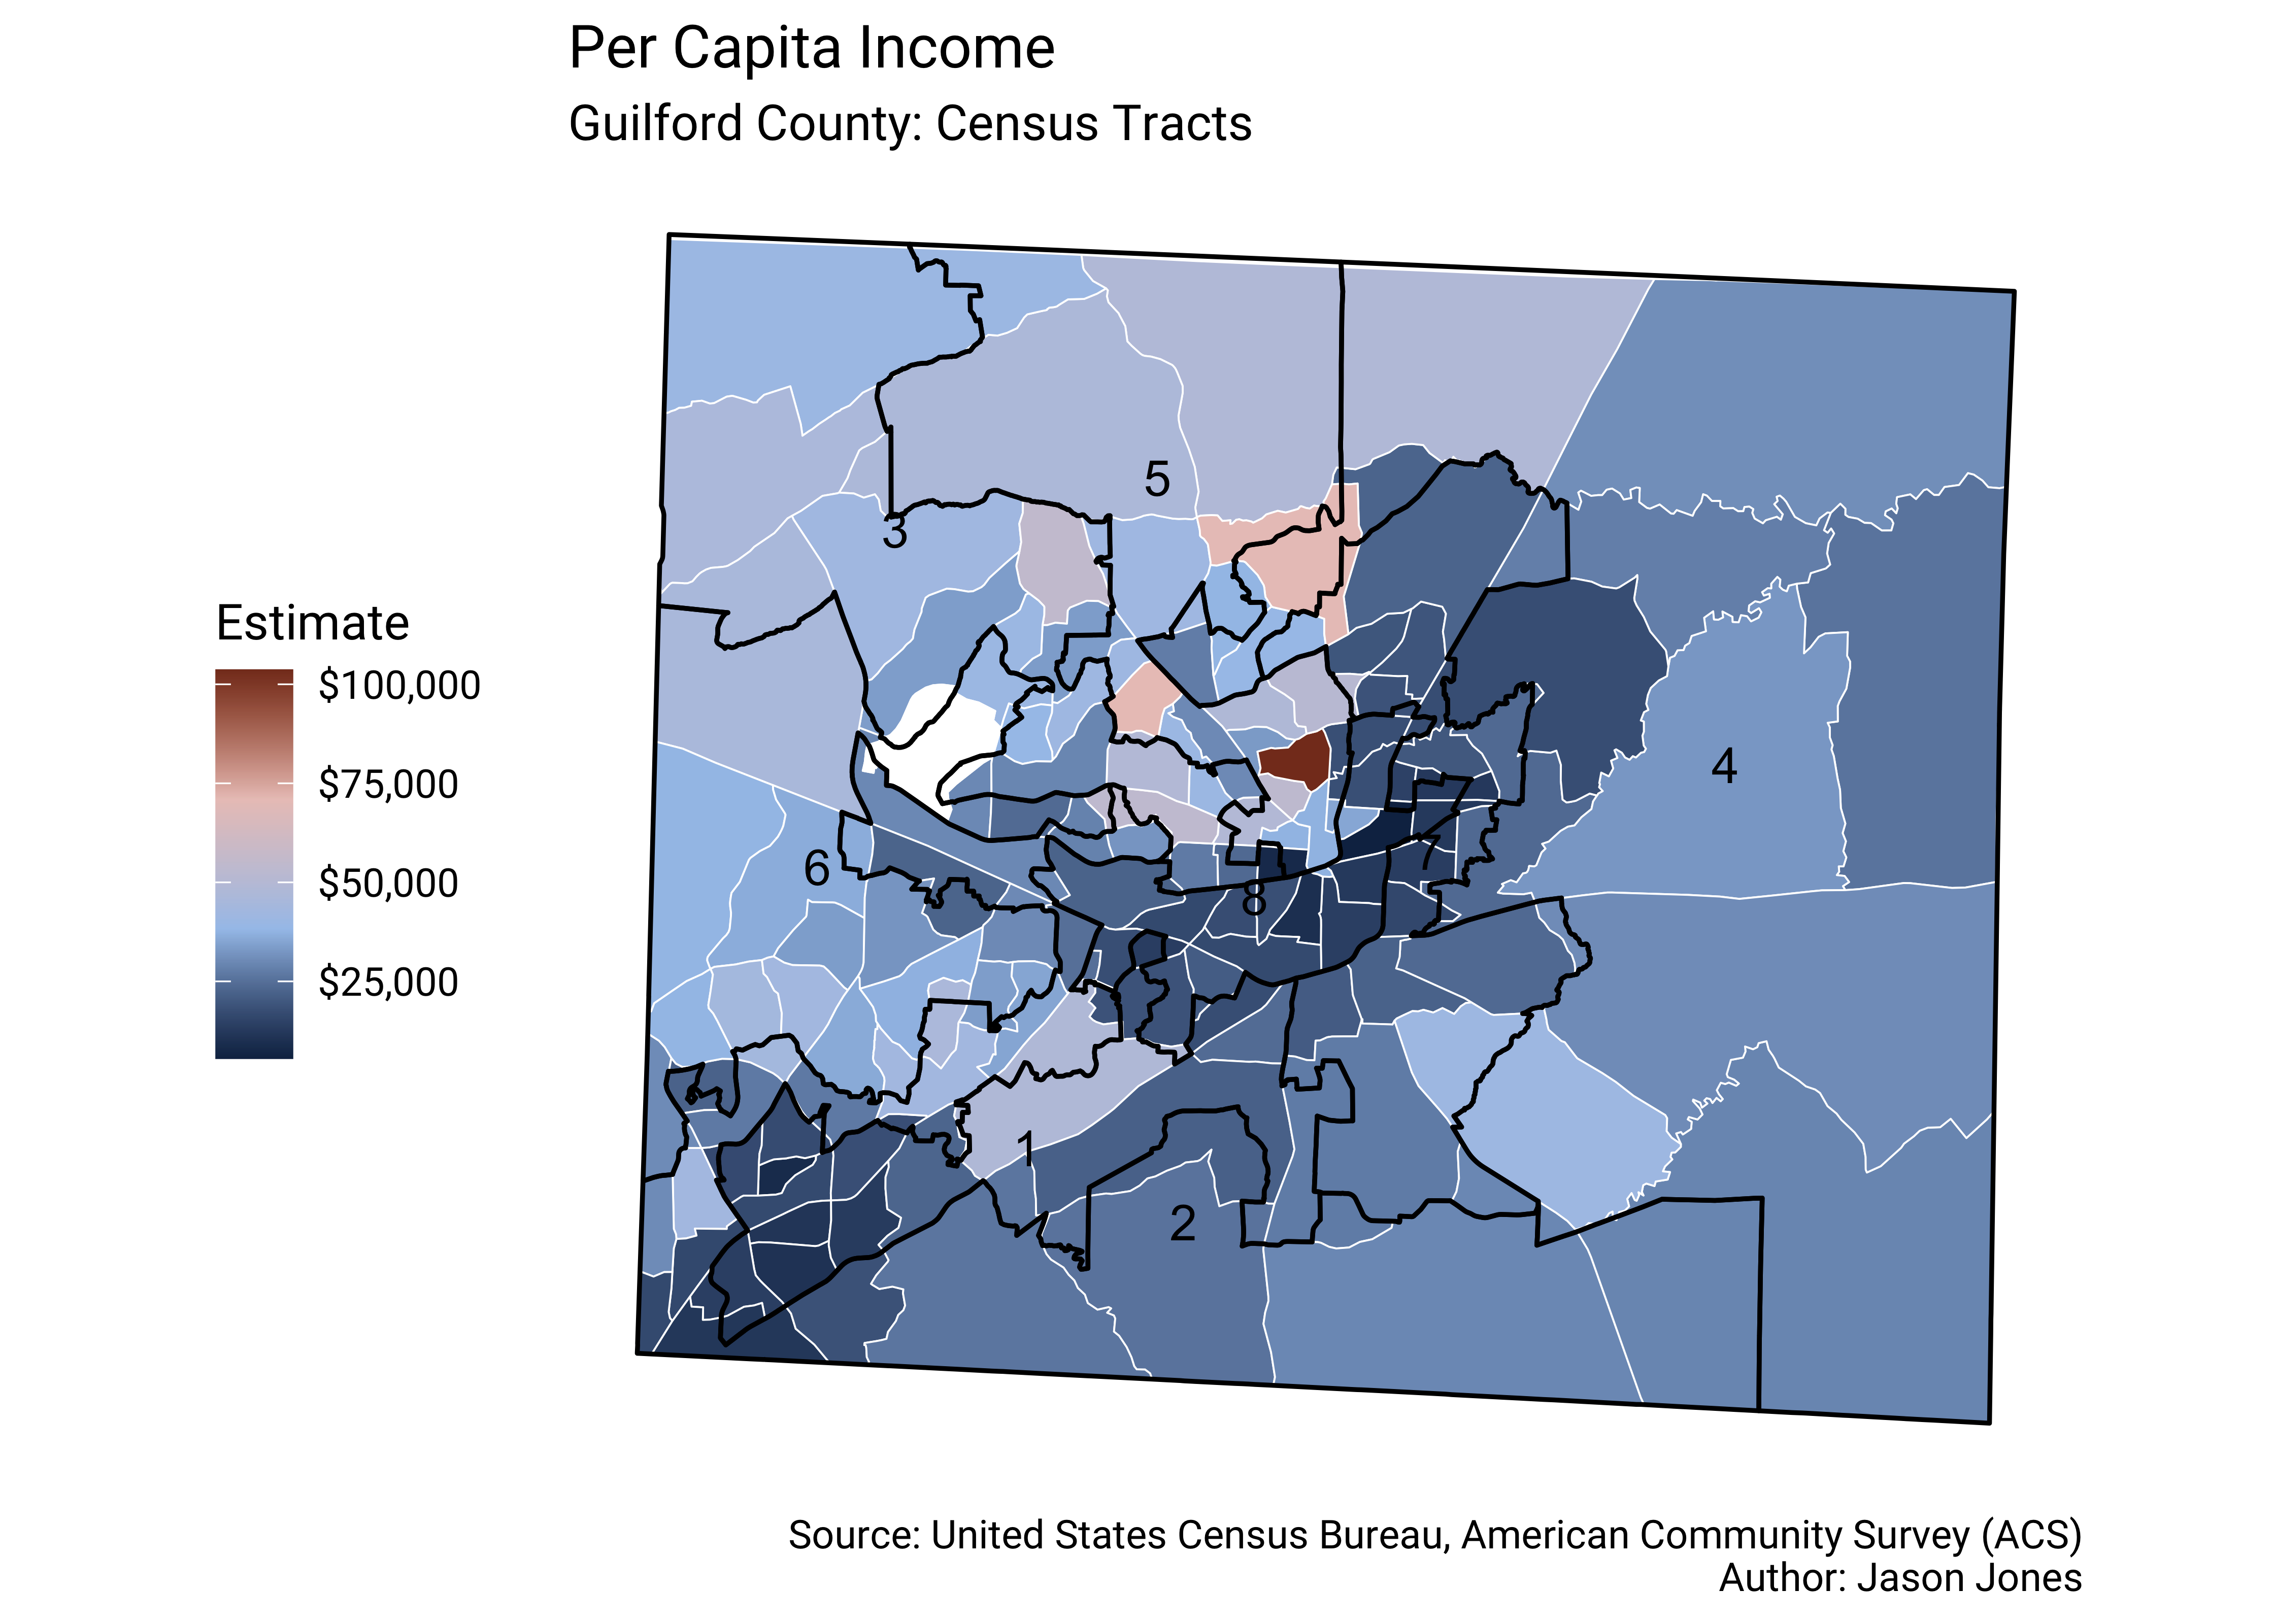 Per Capita Income
Guilford County: Census Tracts
5
3
Estimate
$100,000
$75,000
$50,000
$25,000
4
7
6
8
1
2
Source: United States Census Bureau, American Community Survey (ACS)
Author: Jason Jones